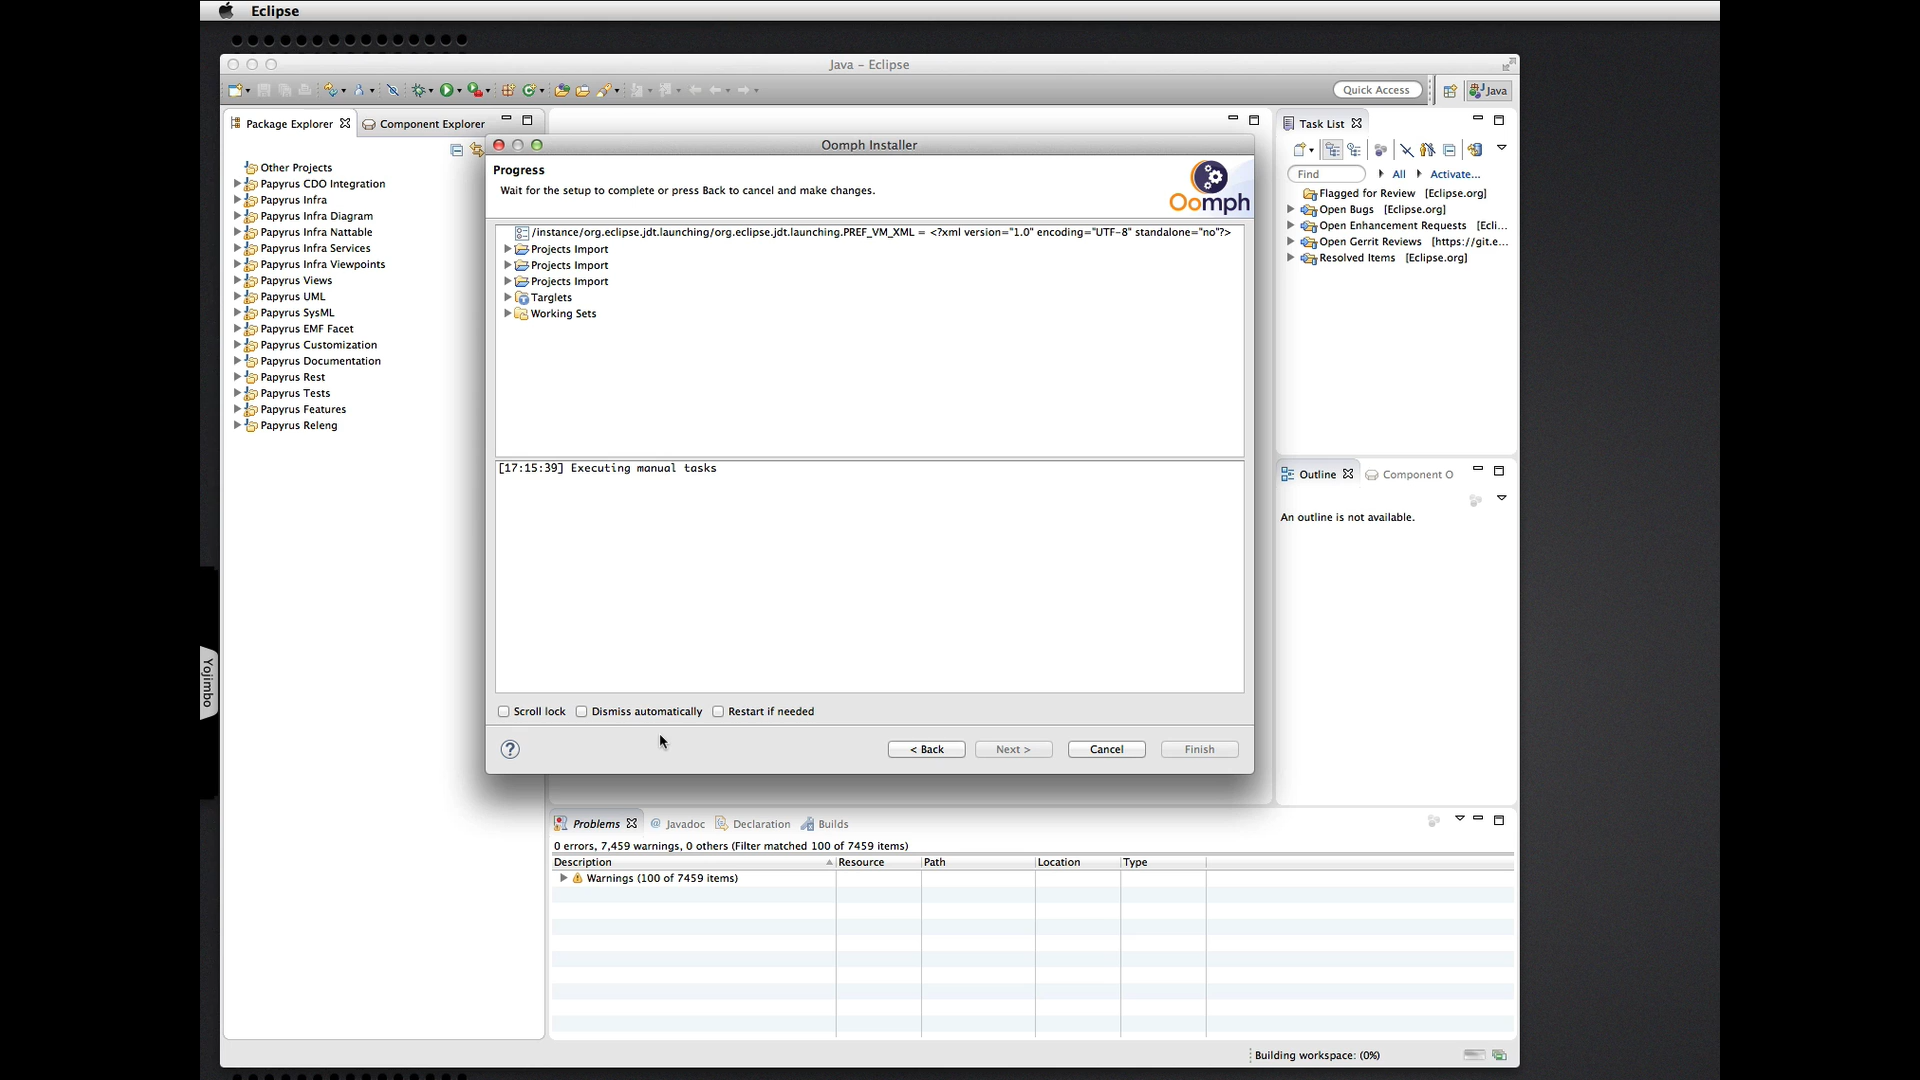 Eclipse
Java – Eclipse
Quick Access
Java
Package Explorer
Component Explorer
Other Projects
Papyrus CDO Integration
Papyrus Infra
Papyrus Infra Diagram
Papyrus Infra Nattable
Papyrus Infra Services
Papyrus Infra Viewpoints
Papyrus Views
Papyrus UML
Papyrus SysML
Papyrus EMF Facet
Papyrus Customization
Papyrus Documentation
Papyrus Rest
Papyrus Tests
Papyrus Features
Papyrus Releng
Oomph Installer
Progress
Wait for the setup to complete or press Back to cancel and make changes.
Oomph
/instance/org.eclipse.jdt.launching/org.eclipse.jdt.launching.PREF_VM_XML = <?xml version="1.0" encoding="UTF-8" standalone="no"?>
Projects Import
Projects Import
Projects Import
Targlets
Working Sets
[17:15:39] Executing manual tasks
Scroll lock
Dismiss automatically
Restart if needed
?
< Back
Next >
Cancel
Finish
Task List
Find
All
Activate...
Flagged for Review [Eclipse.org]
Open Bugs [Eclipse.org]
Open Enhancement Requests [Ecli...
Open Gerrit Reviews [https://git.e...
Resolved Items [Eclipse.org]
Outline
Component O
An outline is not available.
Yojimbo
Problems
@ Javadoc
Declaration
Builds
0 errors, 7,459 warnings, 0 others (Filter matched 100 of 7459 items)
Description
Resource
Path
Location
Type
Warnings (100 of 7459 items)
Building workspace: (0%)